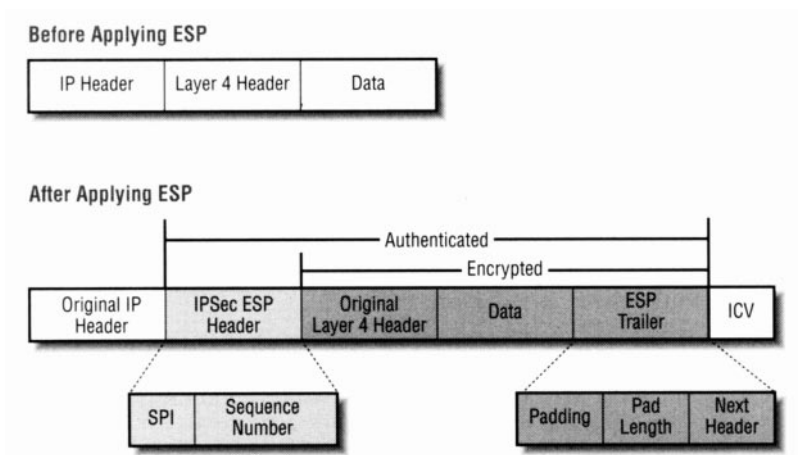 Before Applying ESP
IP Header Layer 4 Header Data
After Applying ESP
Authenticated
Encrypted
Original IP Header
IPSec ESP Header
Original Layer 4 Header
Data
ESP Trailer
ICV
SPI
Sequence Number
Padding
Pad Length
Next Header